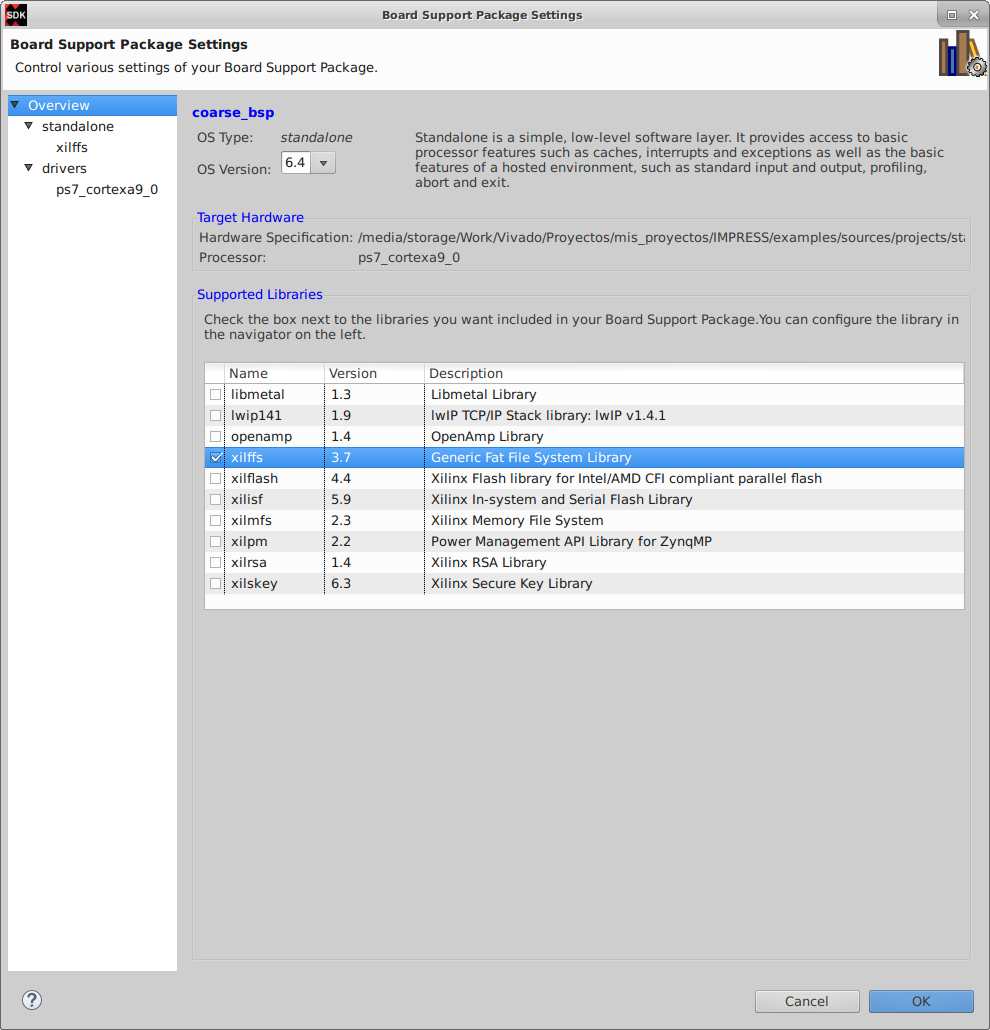 SDK
Board Support Package Settings
Board Support Package Settings
Control various settings of your Board Support Package.
Overview
standalone
xilffs
drivers
ps7_cortexa9_0
coarse_bsp
OS Type: standalone
OS Version: 6.4
Standalone is a simple, low-level software layer. It provides access to basic
processor features such as caches, interrupts and exceptions as well as the basic
features of a hosted environment, such as standard input and output, profiling,
abort and exit.
Target Hardware
Hardware Specification: /media/storage/Work/Vivado/Proyectos/mis_proyectos/IMPRESS/examples/sources/projects/sta
Processor: ps7_cortexa9_0
Supported Libraries
Check the box next to the libraries you want included in your Board Support Package.You can configure the library in
the navigator on the left.
Name Version Description
libmetal 1.3 Libmetal Library
lwip141 1.9 lwIP TCP/IP Stack library: lwIP v1.4.1
openamp 1.4 OpenAmp Library
xilffs 3.7 Generic Fat File System Library
xilflash 4.4 Xilinx Flash library for Intel/AMD CFI compliant parallel flash
xilisf 5.9 Xilinx In-system and Serial Flash Library
xilmfs 2.3 Xilinx Memory File System
xilpm 2.2 Power Management API Library for ZynqMP
xilrsa 1.4 Xilinx RSA Library
xilskey 6.3 Xilinx Secure Key Library
?
Cancel
OK